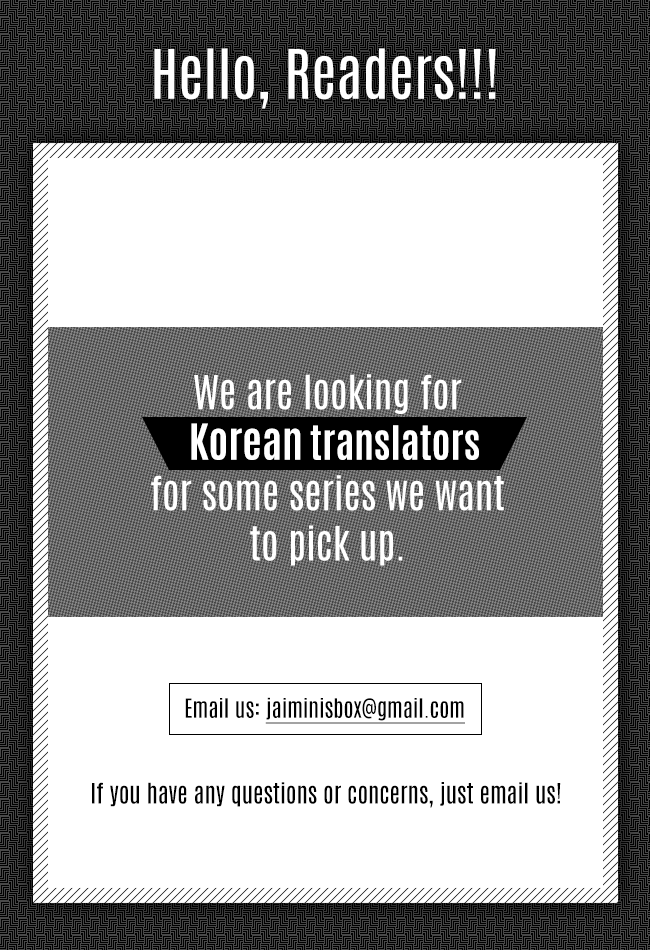 Hello, Readers!!!
We are looking for
Korean translators
for some series we want
to pick up.
Email us: jaiminisbox@gmail.com
If you have any questions or concerns, just email us!